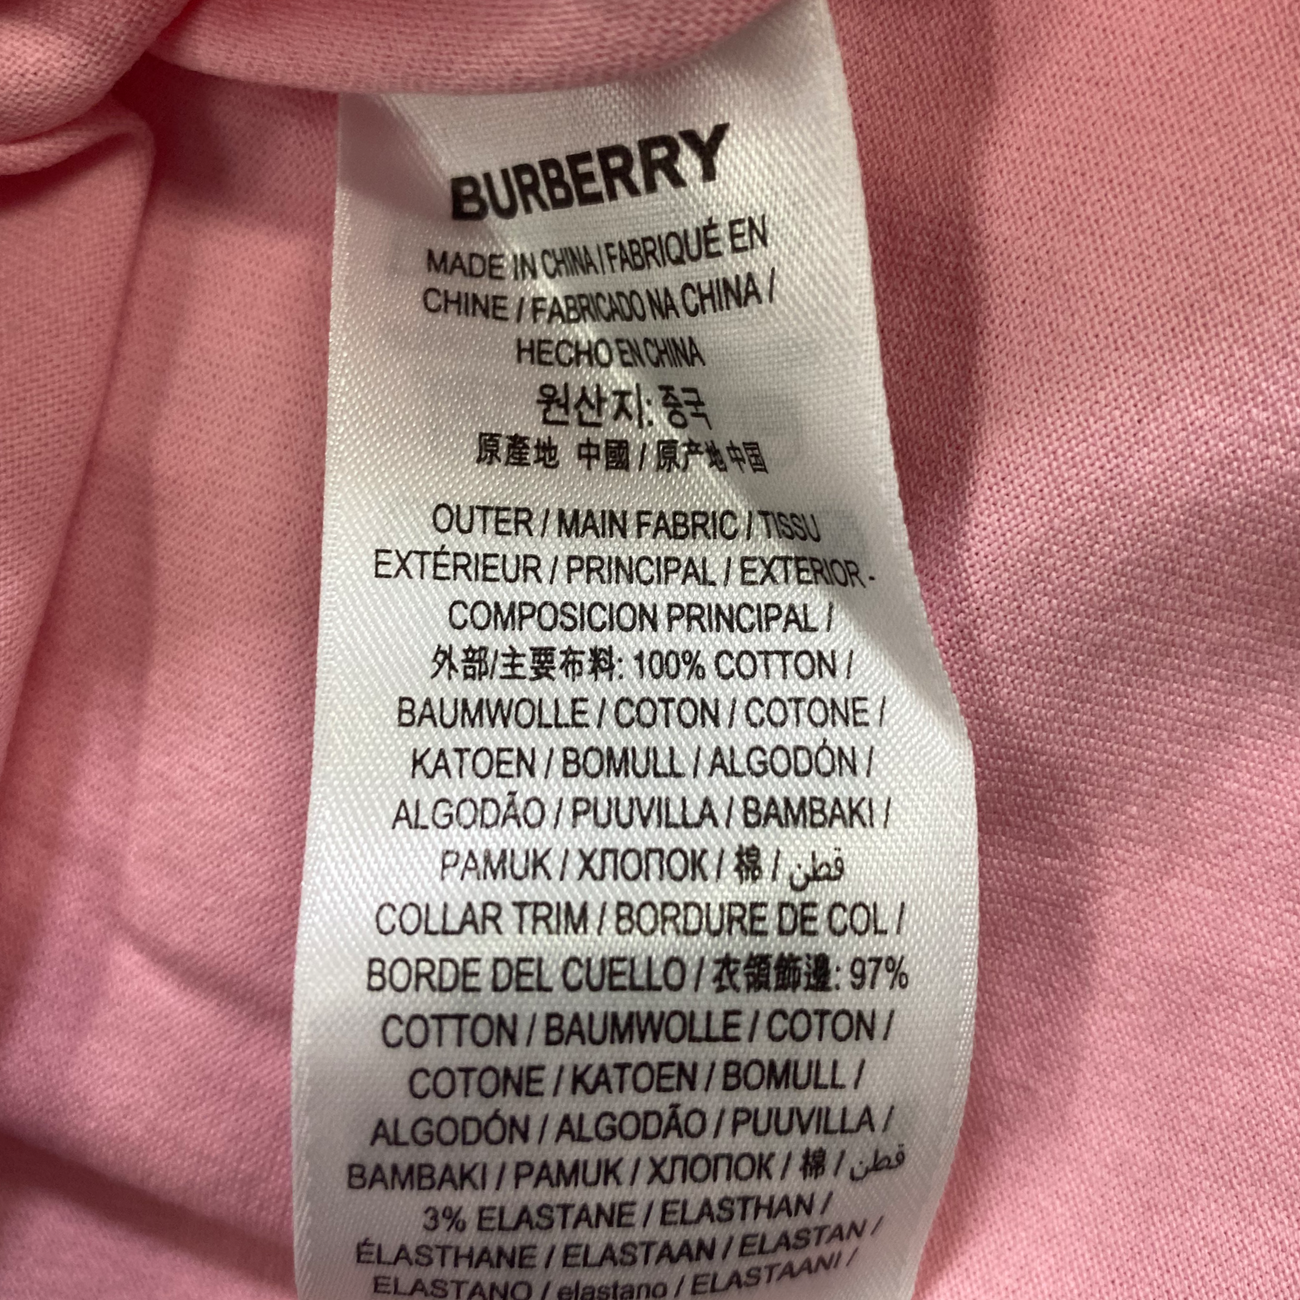 BURBERRY
MADE IN CHINA / FABRIQUÉ EN
CHINE / FABRICADO NA CHINA /
HECHO EN CHINA
원산지: 중국
原產地 中國 / 原产地中国
OUTER / MAIN FABRIC / TISSU
EXTÉRIEUR / PRINCIPAL / EXTERIOR-
COMPOSICION PRINCIPAL /
外部/主要布料: 100% COTTON /
BAUMWOLLE / COTON / COTONE /
KATOEN / BOMULL / ALGODÓN /
ALGODÃO / PUUVILLA / BAMBAKI /
PAMUK / ХЛОПОК / 棉 / قطن
COLLAR TRIM / BORDURE DE COL /
BORDE DEL CUELLO / 衣領飾邊: 97%
COTTON / BAUMWOLLE / COTON /
COTONE / KATOEN / BOMULL /
ALGODÓN / ALGODÃO / PUUVILLA /
BAMBAKI / PAMUK / ХЛОПОК / 棉 / قطن
3% ELASTANE / ELASTHAN /
ÉLASTHANE / ELASTAAN / ELASTAN /
ELASTANO / elastano / ELASTAANI /